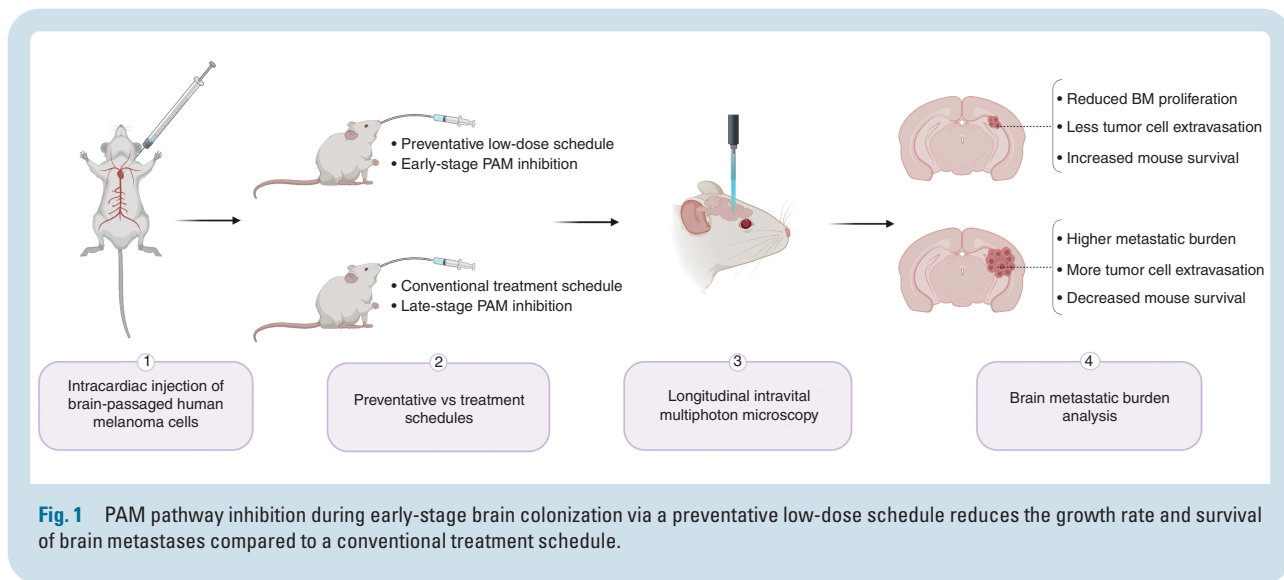 • Preventative low-dose schedule
• Early-stage PAM inhibition
• Conventional treatment schedule
• Late-stage PAM inhibition
• Reduced BM proliferation
• Less tumor cell extravasation
• Increased mouse survival
• Higher metastatic burden
• More tumor cell extravasation
• Decreased mouse survival
1
Intracardiac injection of
brain-passaged human
melanoma cells
2
Preventative vs treatment
schedules
3
Longitudinal intravital
multiphoton microscopy
4
Brain metastatic burden
analysis
Fig. 1 PAM pathway inhibition during early-stage brain colonization via a preventative low-dose schedule reduces the growth rate and survival
of brain metastases compared to a conventional treatment schedule.